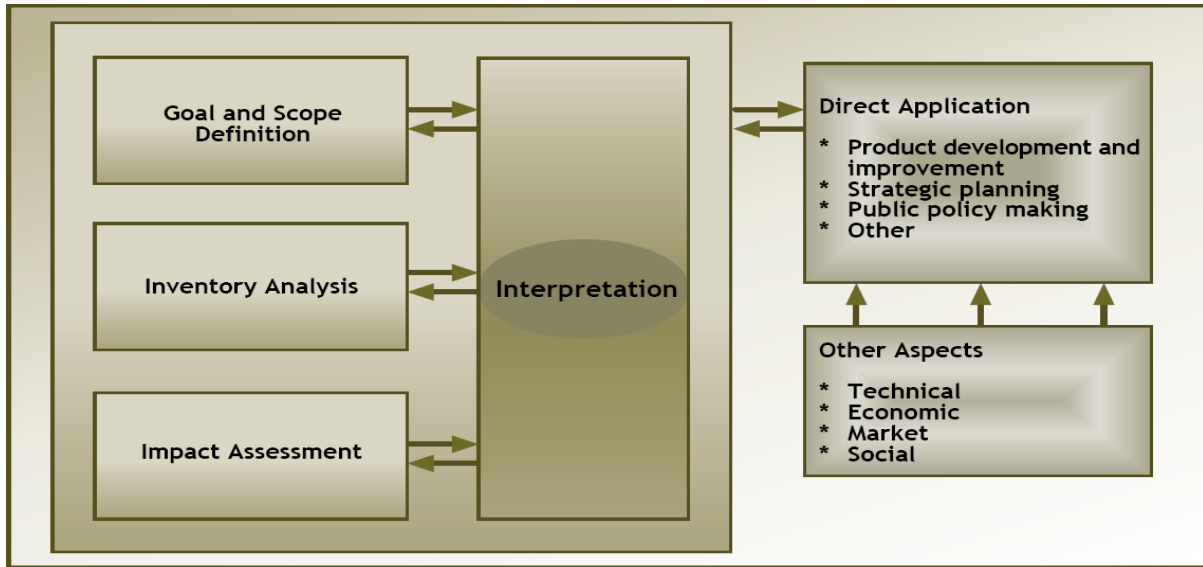 Goal and Scope
Definition
Inventory Analysis
Impact Assessment
Interpretation
Direct Application
* Product development and
improvement
* Strategic planning
* Public policy making
* Other
Other Aspects
* Technical
* Economic
* Market
* Social